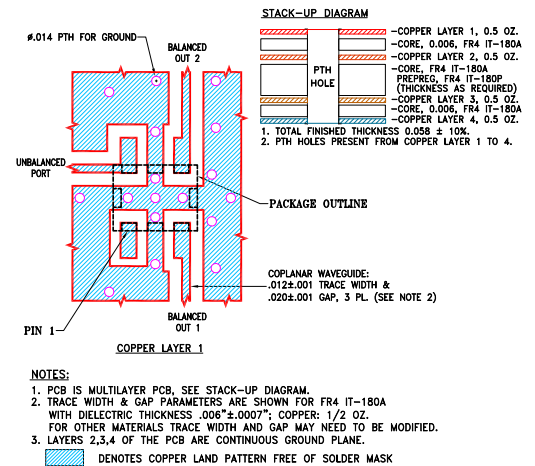 STACK-UP DIAGRAM
ø.014 PTH FOR GROUND
BALANCED
OUT 2
PTH
HOLE
COPPER LAYER 1, 0.5 OZ.
CORE, 0.006, FR4 IT-180A
COPPER LAYER 2, 0.5 OZ.
CORE, FR4 IT-180A
PREPREG, FR4 IT-180P
(THICKNESS AS REQUIRED)
COPPER LAYER 3, 0.5 OZ.
CORE, 0.006, FR4 IT-180A
COPPER LAYER 4, 0.5 OZ.
1. TOTAL FINISHED THICKNESS 0.058 ± 10%.
2. PTH HOLES PRESENT FROM COPPER LAYER 1 TO 4.
UNBALANCED
PORT
PACKAGE OUTLINE
COPLANAR WAVEGUIDE:
.012±.001 TRACE WIDTH &
.020±.001 GAP, 3 PL. (SEE NOTE 2)
PIN 1
BALANCED
OUT 1
COPPER LAYER 1
NOTES:
1. PCB IS MULTILAYER PCB, SEE STACK-UP DIAGRAM.
2. TRACE WIDTH & GAP PARAMETERS ARE SHOWN FOR FR4 IT-180A
WITH DIELECTRIC THICKNESS .006"±.0007"; COPPER: 1/2 OZ.
FOR OTHER MATERIALS TRACE WIDTH AND GAP MAY NEED TO BE MODIFIED.
3. LAYERS 2,3,4 OF THE PCB ARE CONTINUOUS GROUND PLANE.
DENOTES COPPER LAND PATTERN FREE OF SOLDER MASK